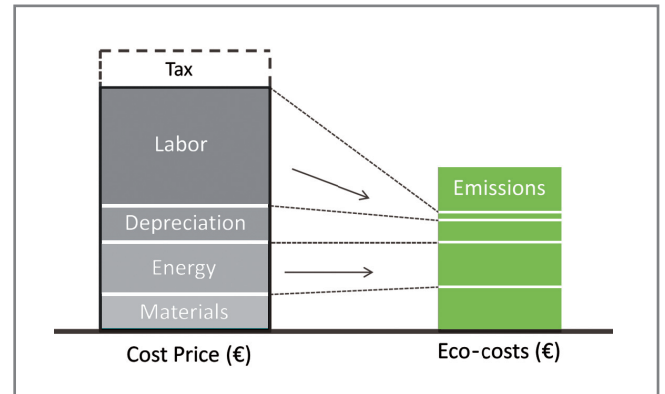 Tax
Labor
Depreciation
Energy
Materials
Emissions
Cost Price (€)
Eco-costs (€)